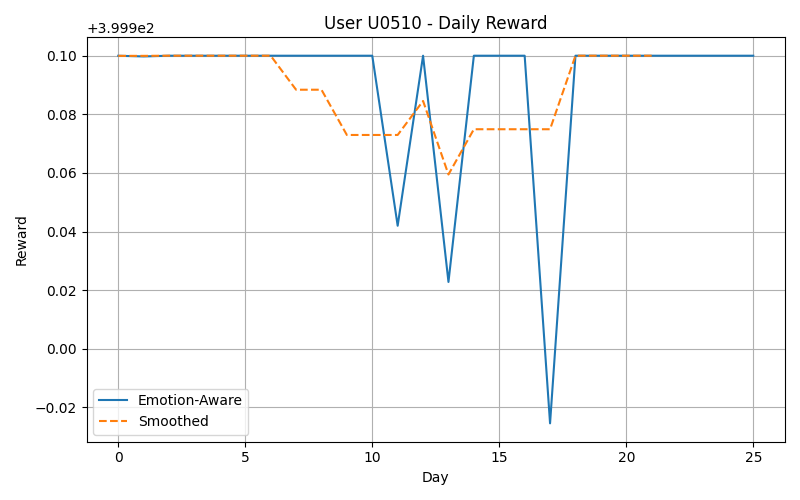 User U0510 - Daily Reward
+3.999e2
0.10
0.08
0.06
0.04
0.02
0.00
−0.02
Reward
Emotion-Aware
Smoothed
0 5 10 15 20 25
Day